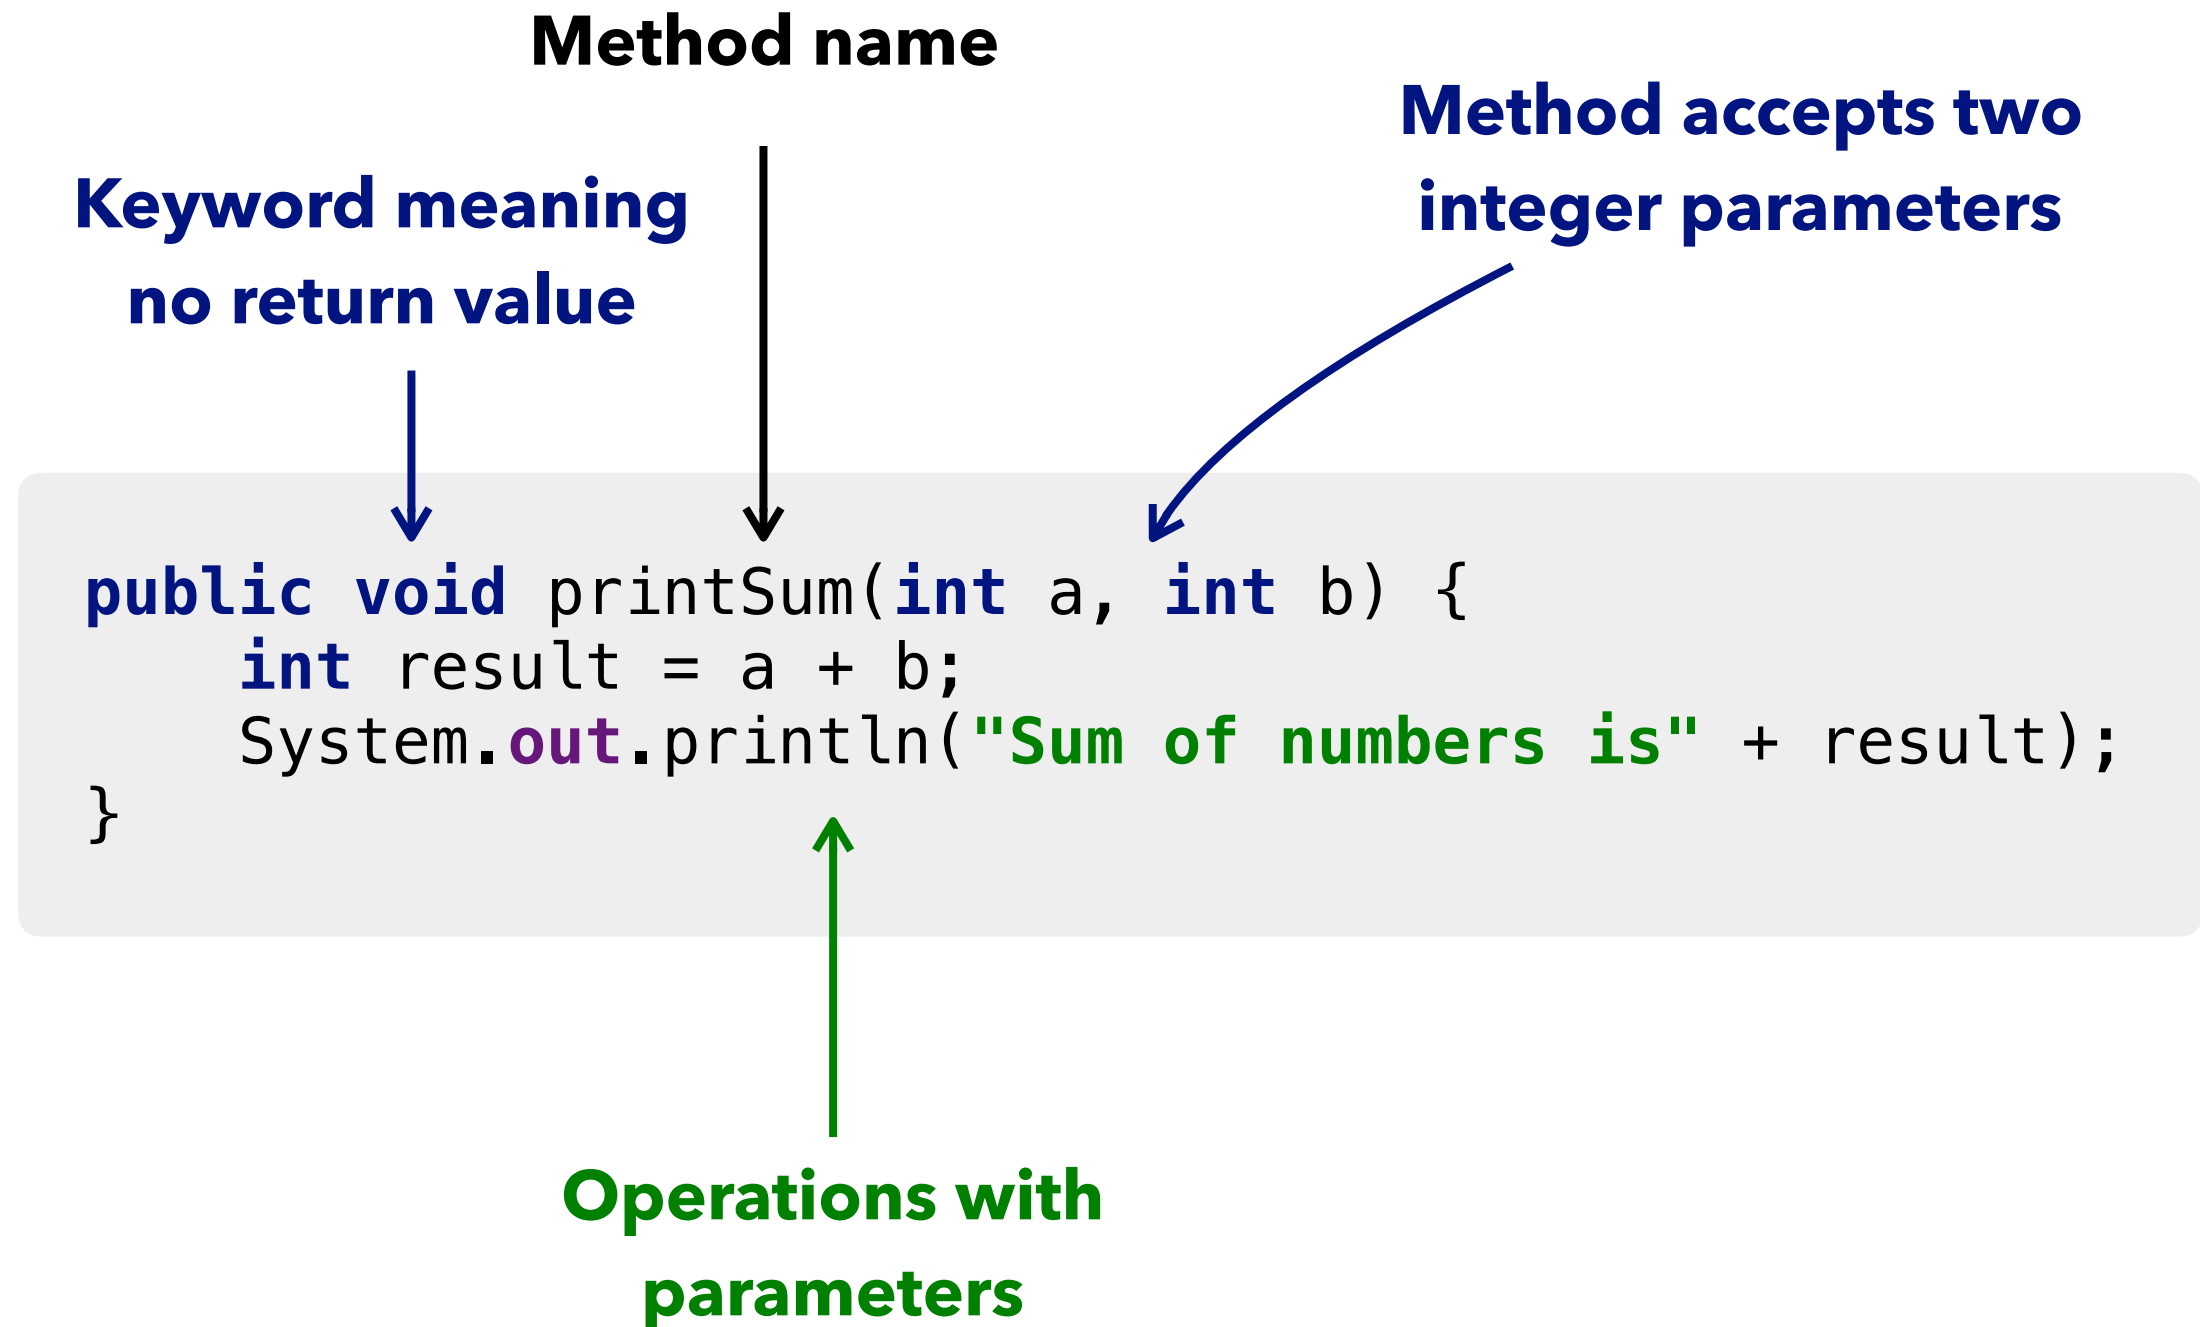 Method name
Method accepts two
integer parameters
Keyword meaning
no return value
public void printSum(int a, int b) {
    int result = a + b;
    System.out.println("Sum of numbers is" + result);
}
Operations with
parameters